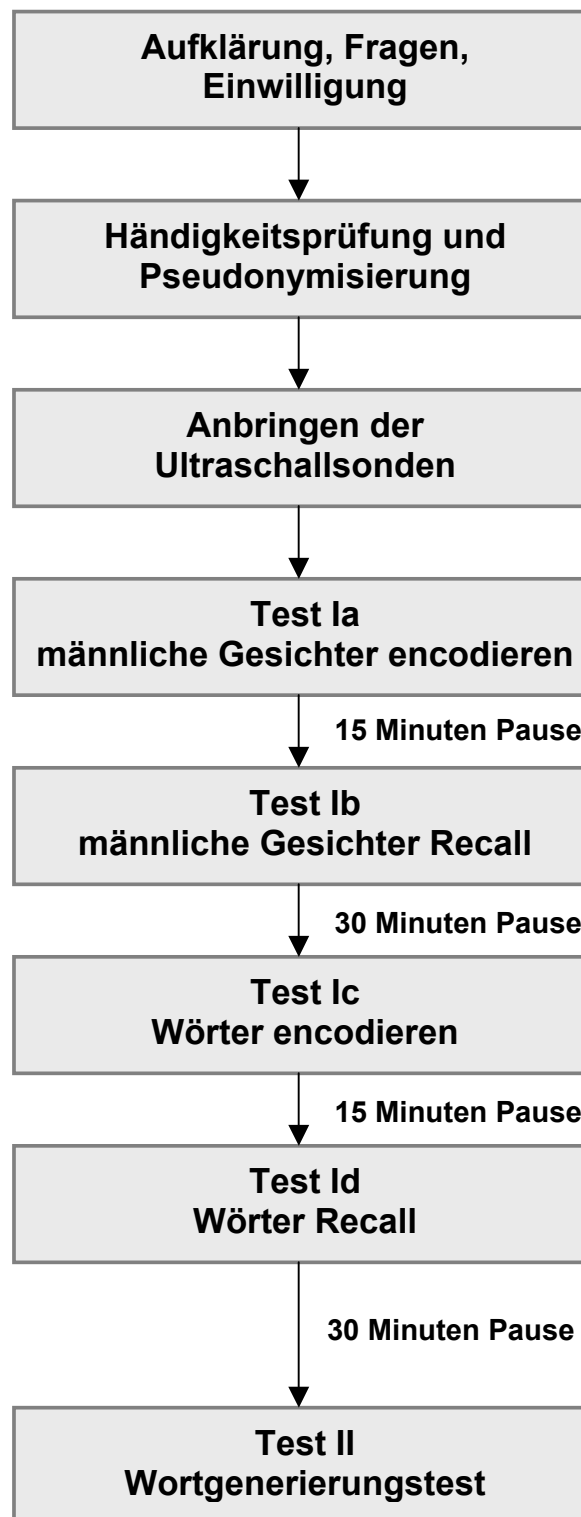 Aufklärung, Fragen,
Einwilligung
Händigkeitsprüfung und
Pseudonymisierung
Anbringen der
Ultraschallsonden
Test Ia
männliche Gesichter encodieren
15 Minuten Pause
Test Ib
männliche Gesichter Recall
30 Minuten Pause
Test Ic
Wörter encodieren
15 Minuten Pause
Test Id
Wörter Recall
30 Minuten Pause
Test II
Wortgenerierungstest